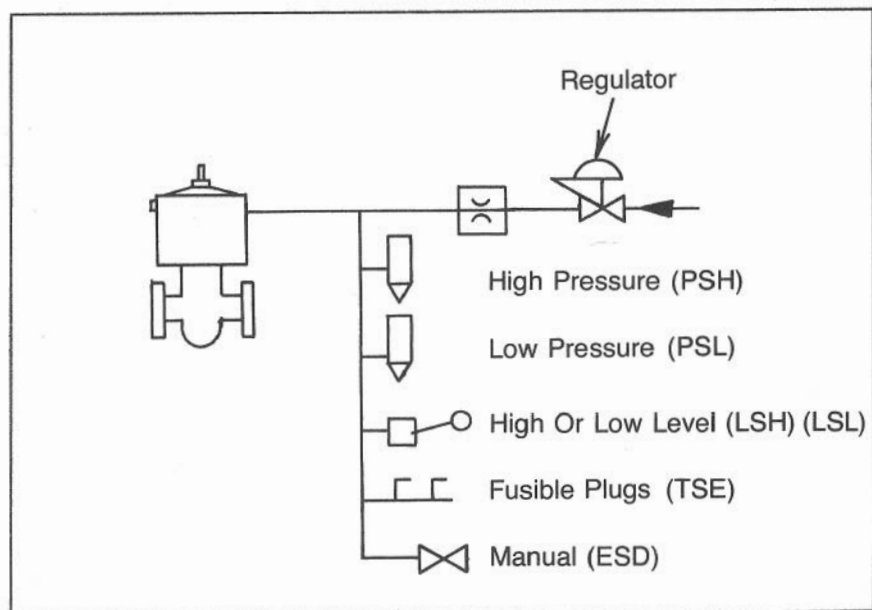 Regulator
High Pressure (PSH)
Low Pressure (PSL)
High Or Low Level (LSH) (LSL)
Fusible Plugs (TSE)
Manual (ESD)